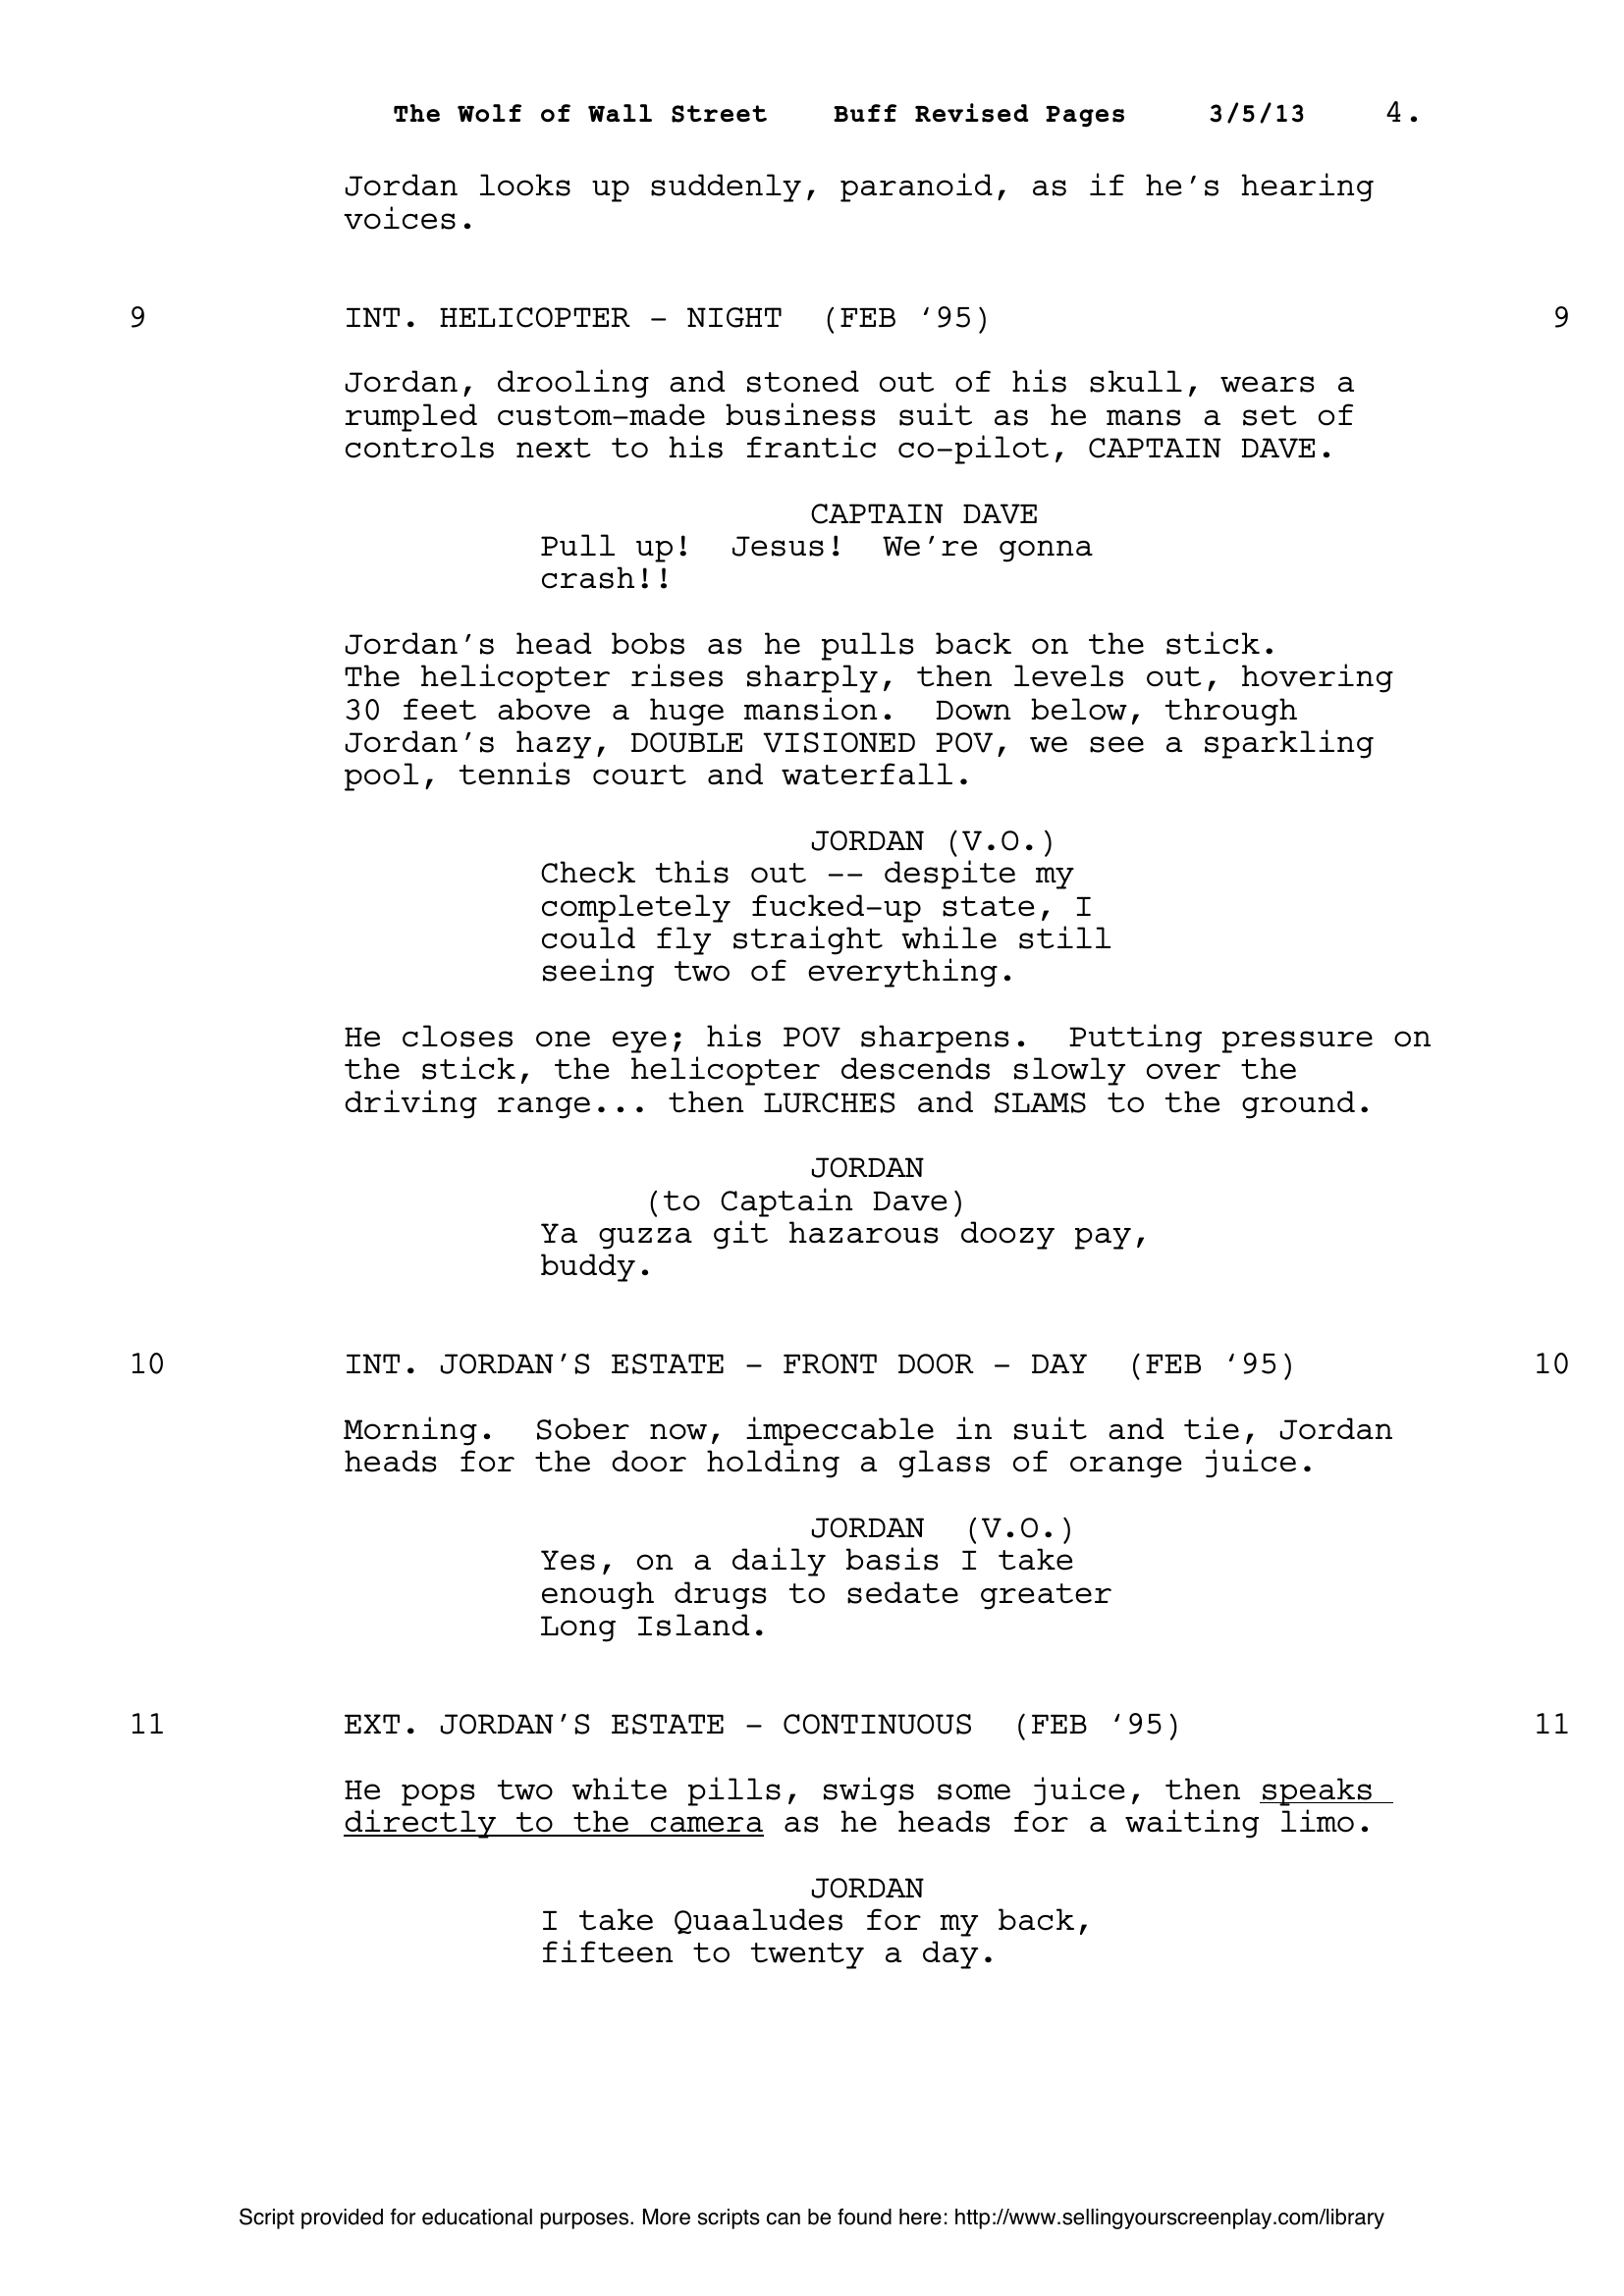 The Wolf of Wall Street    Buff Revised Pages    3/5/13    4.
Jordan looks up suddenly, paranoid, as if he’s hearing
voices.
9 INT. HELICOPTER - NIGHT  (FEB ‘95) 9
Jordan, drooling and stoned out of his skull, wears a
rumpled custom-made business suit as he mans a set of
controls next to his frantic co-pilot, CAPTAIN DAVE.
CAPTAIN DAVE
Pull up!  Jesus!  We’re gonna
crash!!
Jordan’s head bobs as he pulls back on the stick.
The helicopter rises sharply, then levels out, hovering
30 feet above a huge mansion.  Down below, through
Jordan’s hazy, DOUBLE VISIONED POV, we see a sparkling
pool, tennis court and waterfall.
JORDAN (V.O.)
Check this out -- despite my
completely fucked-up state, I
could fly straight while still
seeing two of everything.
He closes one eye; his POV sharpens.  Putting pressure on
the stick, the helicopter descends slowly over the
driving range... then LURCHES and SLAMS to the ground.
JORDAN
(to Captain Dave)
Ya guzza git hazarous doozy pay,
buddy.
10 INT. JORDAN’S ESTATE - FRONT DOOR - DAY  (FEB ‘95) 10
Morning.  Sober now, impeccable in suit and tie, Jordan
heads for the door holding a glass of orange juice.
JORDAN  (V.O.)
Yes, on a daily basis I take
enough drugs to sedate greater
Long Island.
11 EXT. JORDAN’S ESTATE - CONTINUOUS  (FEB ‘95) 11
He pops two white pills, swigs some juice, then speaks
directly to the camera as he heads for a waiting limo.
JORDAN
I take Quaaludes for my back,
fifteen to twenty a day.
Script provided for educational purposes. More scripts can be found here: http://www.sellingyourscreenplay.com/library